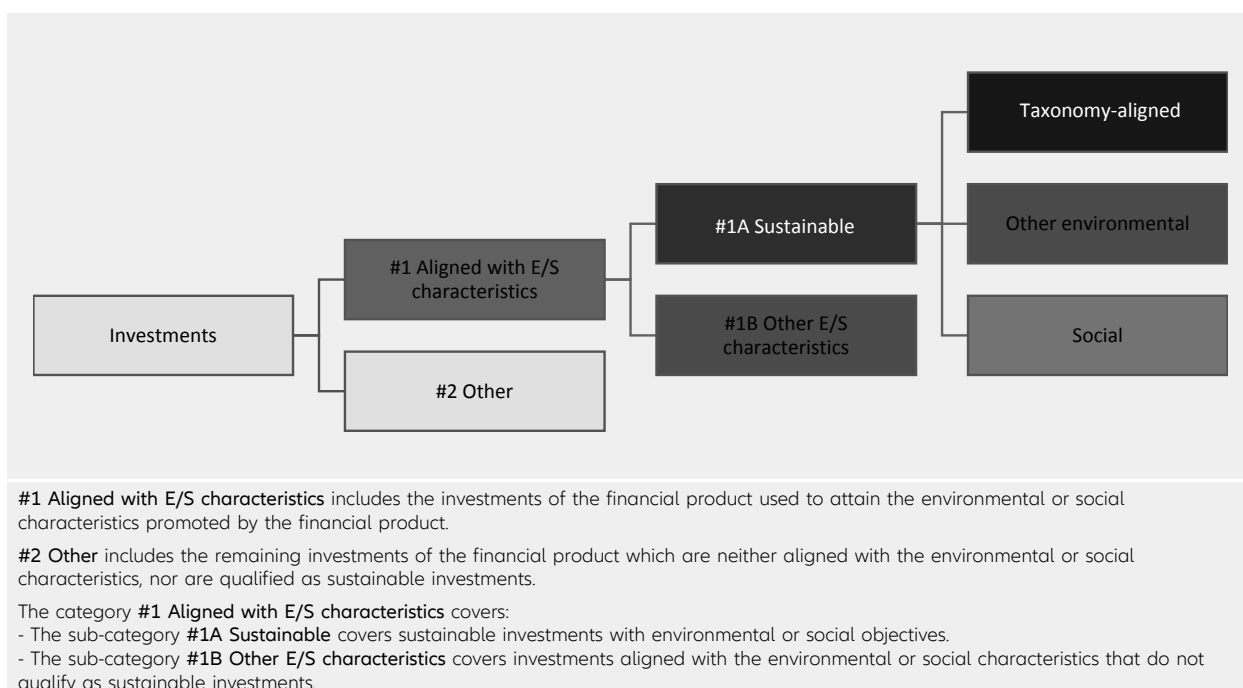 Taxonomy-aligned
#1A Sustainable
Other environmental
#1 Aligned with E/S
characteristics
Investments
#1B Other E/S
characteristics
Social
#2 Other
#1 Aligned with E/S characteristics includes the investments of the financial product used to attain the environmental or social
characteristics promoted by the financial product.
#2 Other includes the remaining investments of the financial product which are neither aligned with the environmental or social
characteristics, nor are qualified as sustainable investments.
The category #1 Aligned with E/S characteristics covers:
- The sub-category #1A Sustainable covers sustainable investments with environmental or social objectives.
- The sub-category #1B Other E/S characteristics covers investments aligned with the environmental or social characteristics that do not
qualify as sustainable investments.